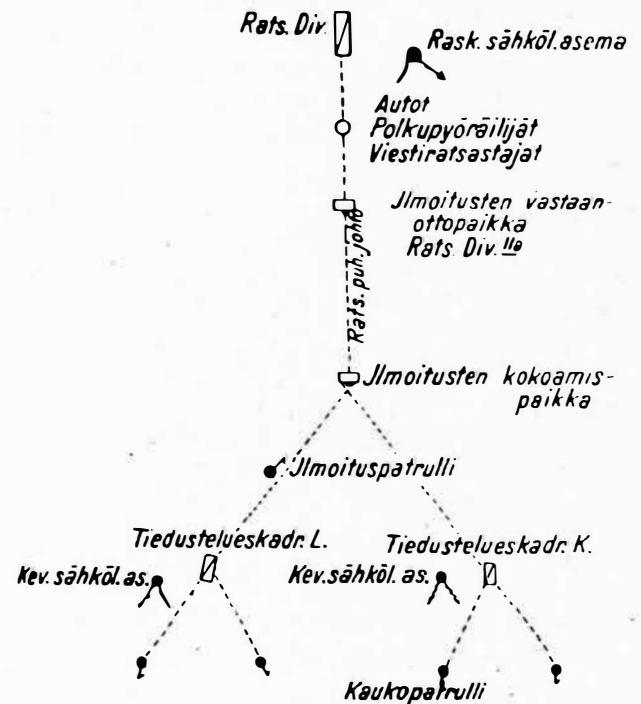 Rats. Div.
Rask. sähköl. asema
Autot
Polkupyöräilijät
Viestiratsastajat
Jlmoitusten vastaan-
ottopaikka
Rats. Div. lla
Rats. puh. johto
Jlmoitusten kokoamis-
paikka
Jlmoituspatrulli
Tiedustelueskadr. L.
Tiedustelueskadr. K.
Kev. sähköl. as.
Kev. sähköl. as.
Kaukopatrulli